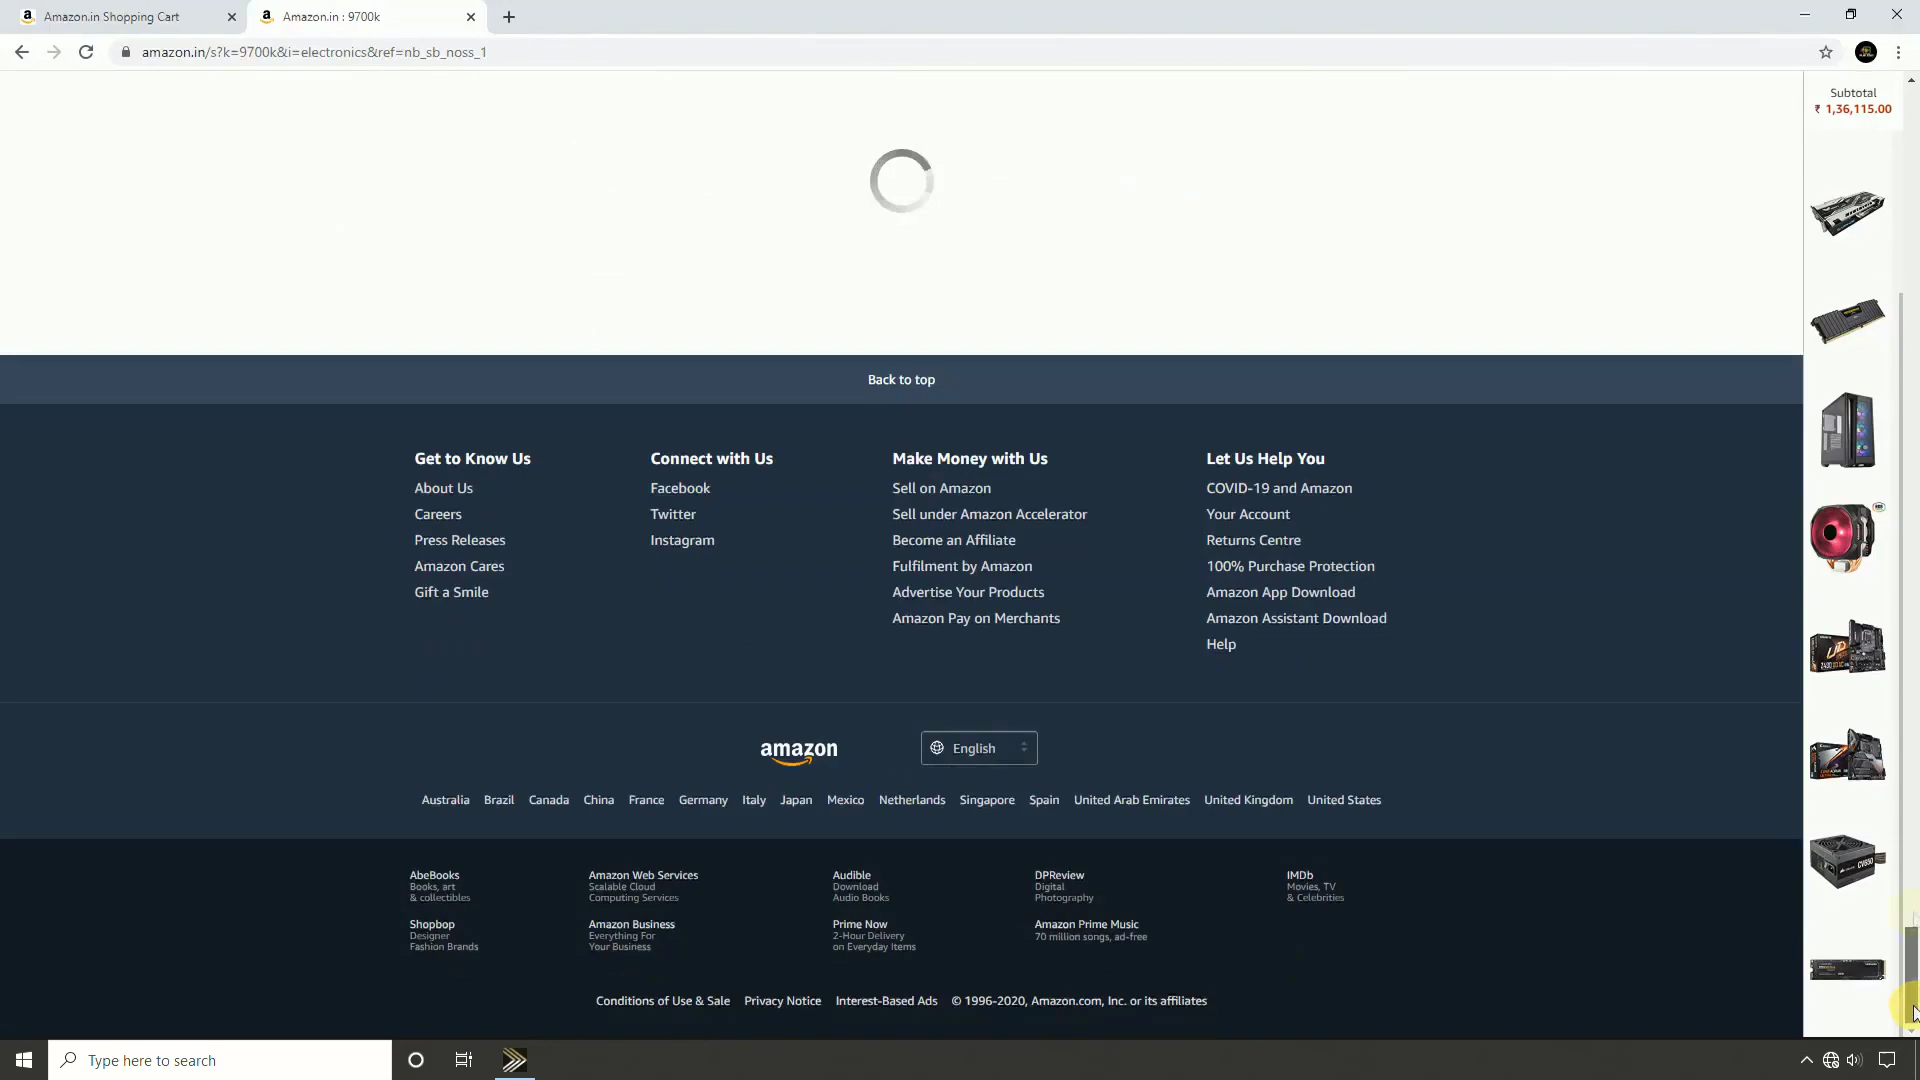 Amazon.in Shopping Cart
Amazon.in : 9700k
amazon.in/s?k=9700k&i=electronics&ref=nb_sb_noss_1
Subtotal
₹ 1,36,115.00
Back to top
Get to Know Us
About Us
Careers
Press Releases
Amazon Cares
Gift a Smile
Connect with Us
Facebook
Twitter
Instagram
Make Money with Us
Sell on Amazon
Sell under Amazon Accelerator
Become an Affiliate
Fulfilment by Amazon
Advertise Your Products
Amazon Pay on Merchants
Let Us Help You
COVID-19 and Amazon
Your Account
Returns Centre
100% Purchase Protection
Amazon App Download
Amazon Assistant Download
Help
amazon
English
Australia Brazil Canada China France Germany Italy Japan Mexico Netherlands Singapore Spain United Arab Emirates United Kingdom United States
AbeBooks
Books, art
& collectibles
Amazon Web Services
Scalable Cloud
Computing Services
Audible
Download
Audio Books
DPReview
Digital
Photography
IMDb
Movies, TV
& Celebrities
Shopbop
Designer
Fashion Brands
Amazon Business
Everything For
Your Business
Prime Now
2-Hour Delivery
on Everyday Items
Amazon Prime Music
70 million songs, ad-free
Conditions of Use & Sale Privacy Notice Interest-Based Ads © 1996-2020, Amazon.com, Inc. or its affiliates
CV650
Type here to search